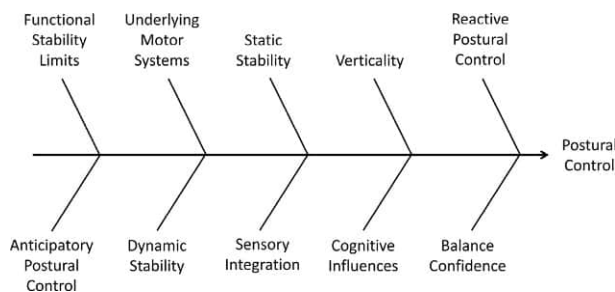 Functional
Stability
Limits
Underlying
Motor
Systems
Static
Stability
Verticality
Reactive
Postural
Control
Postural
Control
Anticipatory
Postural
Control
Dynamic
Stability
Sensory
Integration
Cognitive
Influences
Balance
Confidence